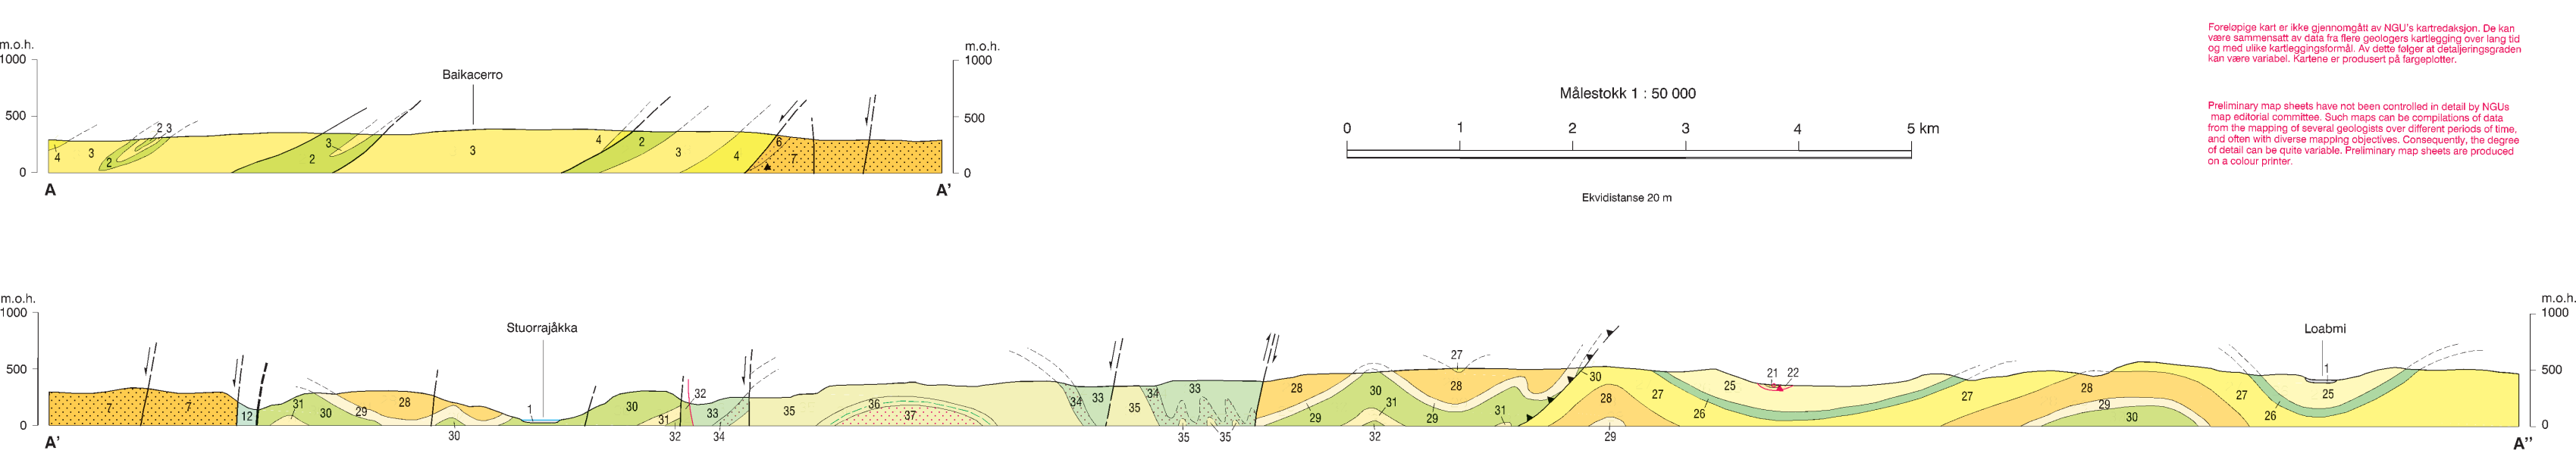 Foreløpige kart er ikke gjennomgått av NGU's kartredaksjon. De kan
være sammensatt av data fra flere geologers kartlegging over lang tid
og med ulike kartleggingsformål. Av dette følger at detaljeringsgraden
kan være variabel. Kartene er produsert på fargeplotter.
Preliminary map sheets have not been controlled in detail by NGUs
map editorial committee. Such maps can be compilations of data
from the mapping of several geologists over different periods of time,
and often with diverse mapping objectives. Consequently, the degree
of detail can be quite variable. Preliminary map sheets are produced
on a colour printer.
m.o.h. m.o.h.
1000 1000
Baikacerro
500 500
2 3 3 4 2 6
4 3 2 2 3 3 4 7
0 0
A A'
Målestokk 1 : 50 000
0 1 2 3 4 5 km
Ekvidistanse 20 m
m.o.h. m.o.h.
1000 1000
Stuorrajåkka Loabmi
500 500
27 30 21 22 1
7 7 12 31 30 29 28 1 30 31 32 33 35 36 37 34 33 35 34 33 28 29 30 31 29 28 31 28 27 26 25 27 28 29 30 27 26 25
0 0
30 32 34 35 35 32 29
A' A''